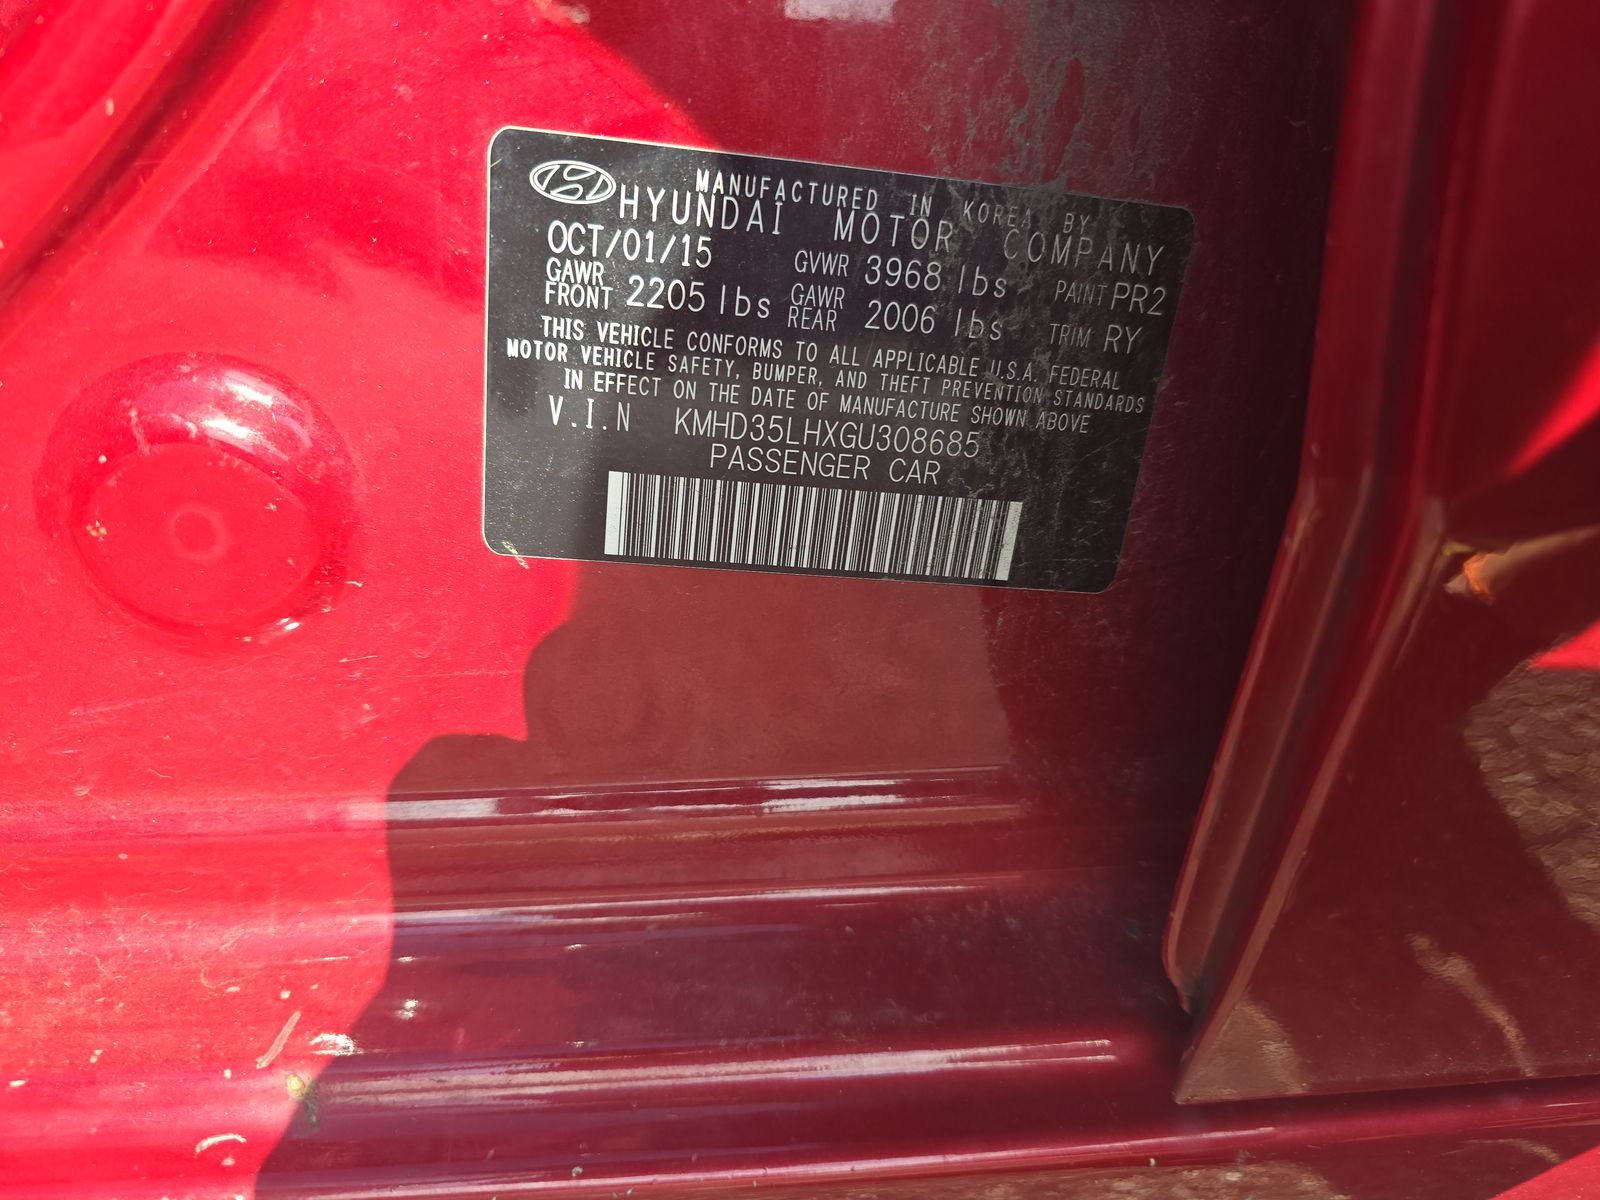 MANUFACTURED IN KOREA BY
HYUNDAI MOTOR COMPANY
OCT/01/15 GVWR 3968 lbs PAINT PR2
GAWR FRONT 2205 lbs GAWR REAR 2006 lbs TRIM RY
THIS VEHICLE CONFORMS TO ALL APPLICABLE U.S.A. FEDERAL
MOTOR VEHICLE SAFETY, BUMPER, AND THEFT PREVENTION STANDARDS
IN EFFECT ON THE DATE OF MANUFACTURE SHOWN ABOVE
V.I.N KMHD35LHXGU308685
PASSENGER CAR